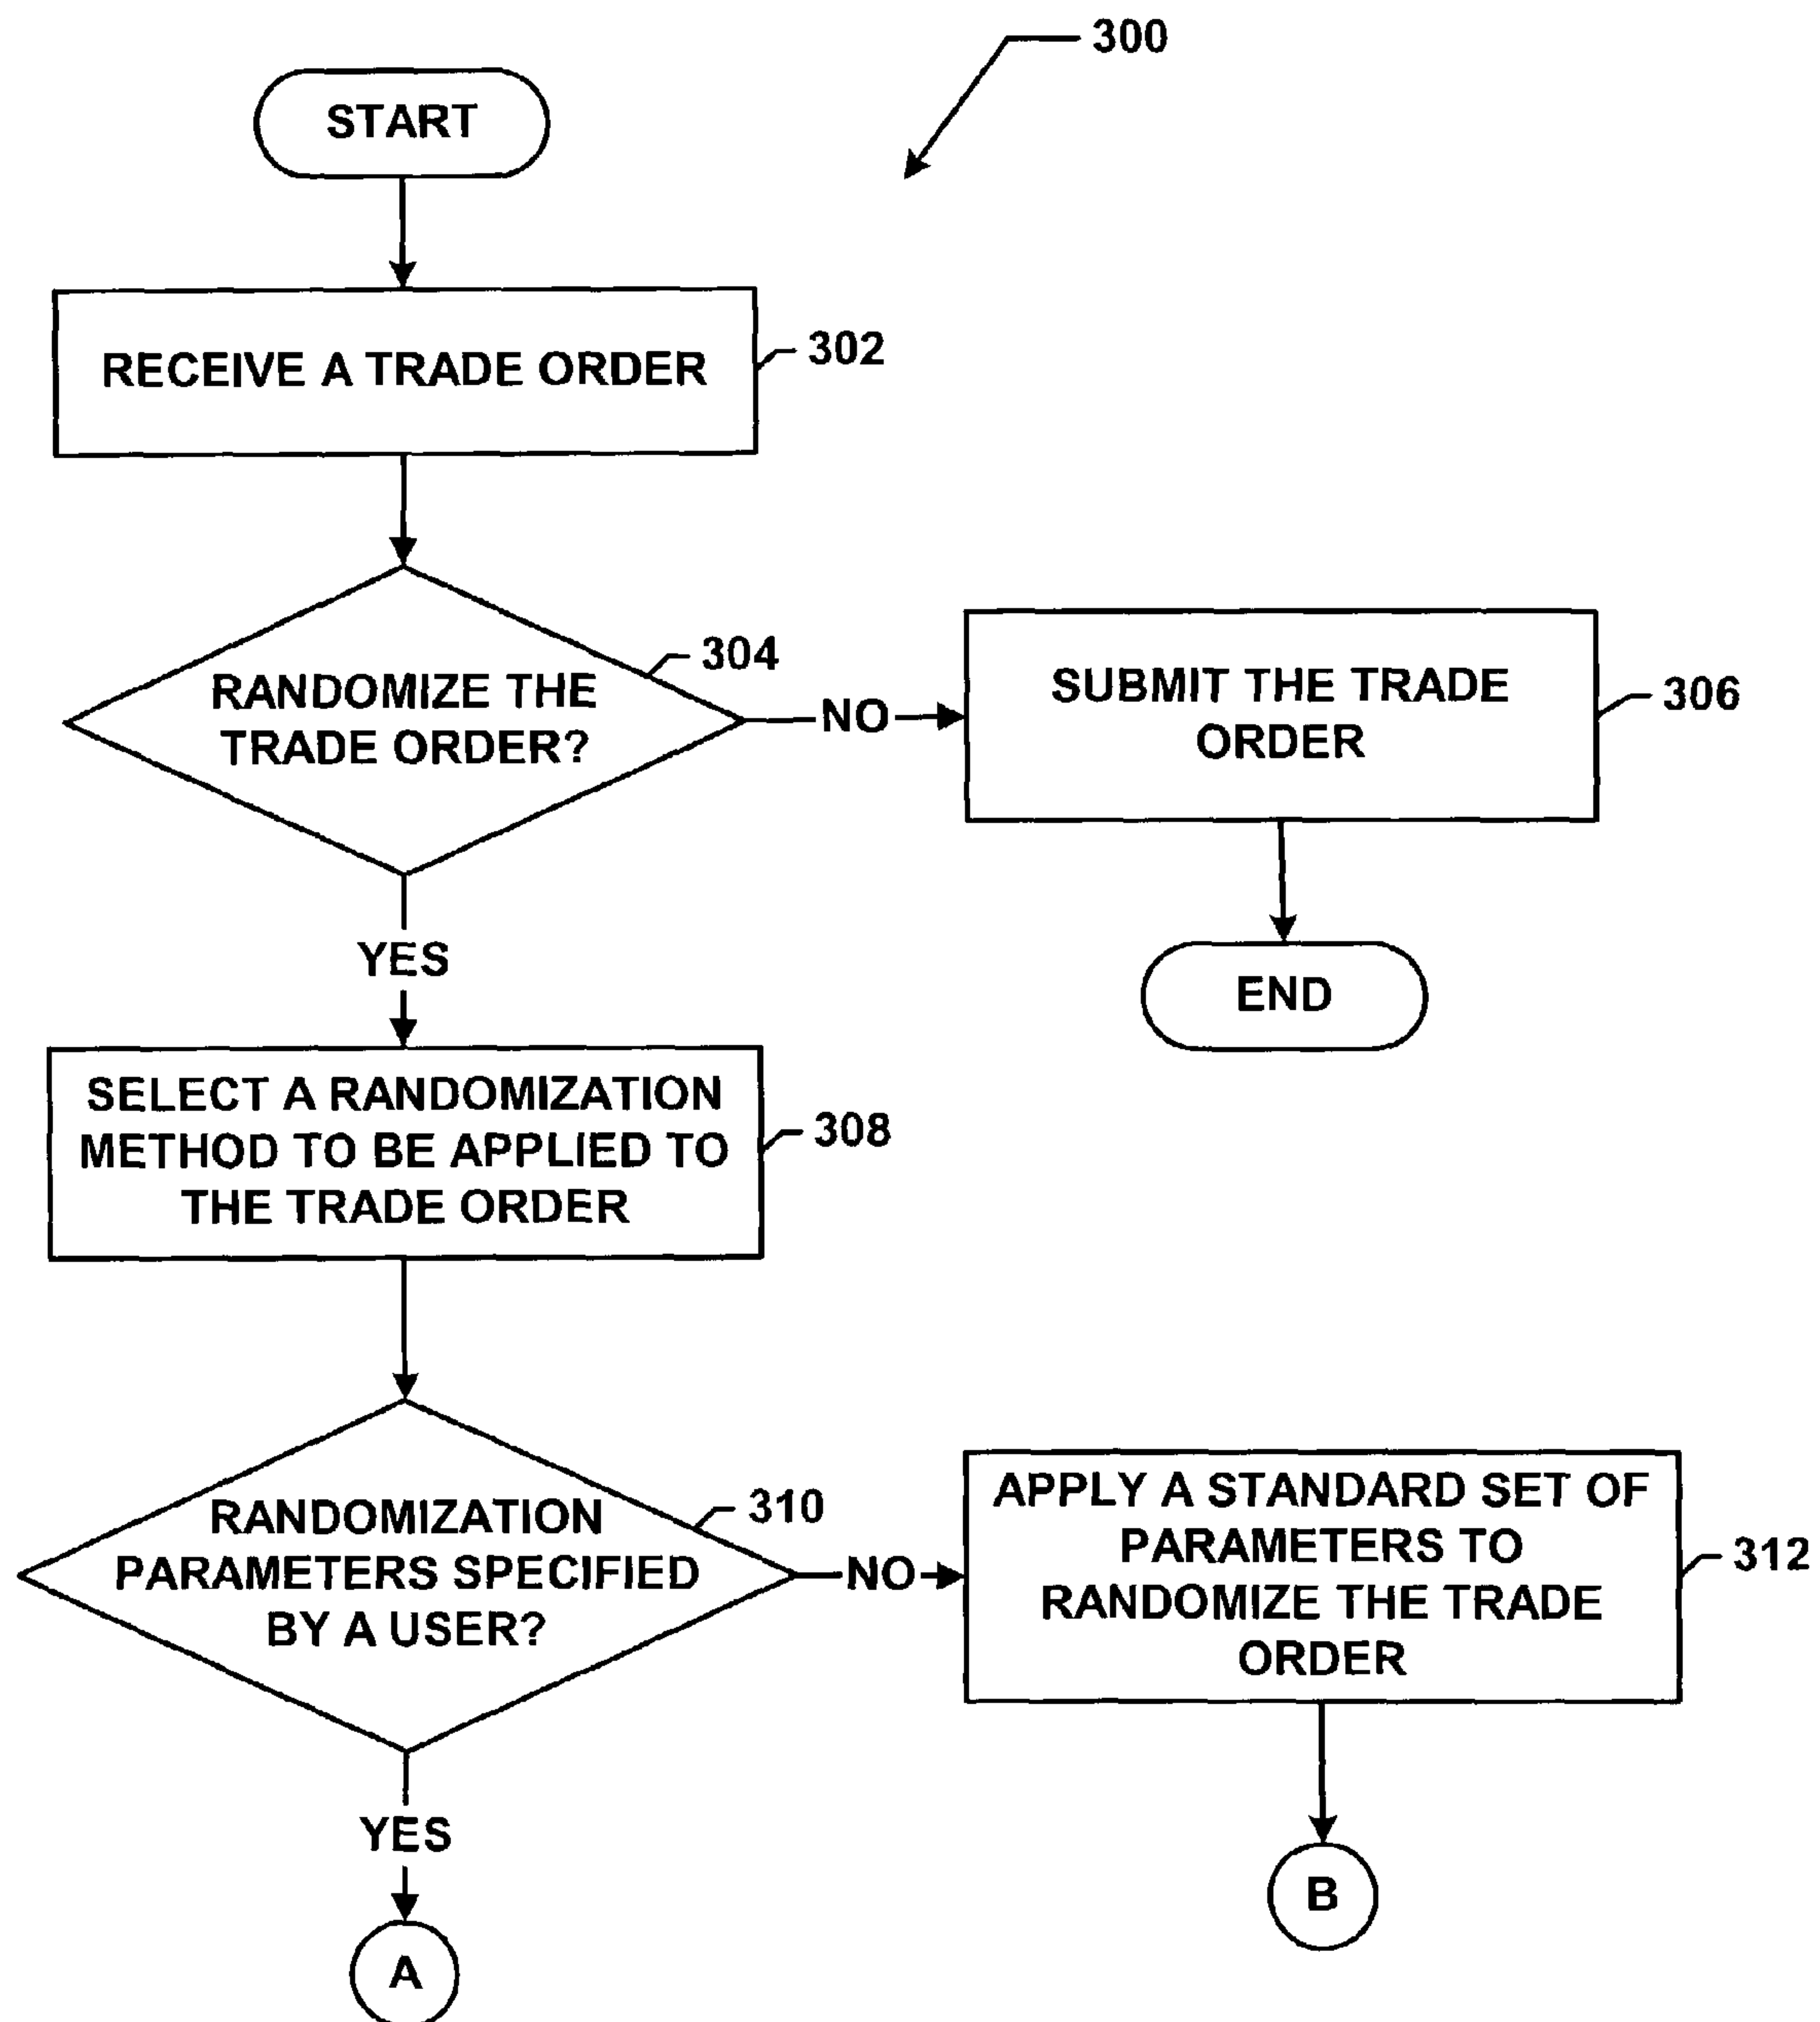 300
START
RECEIVE A TRADE ORDER
302
304
RANDOMIZE THE
TRADE ORDER?
NO
SUBMIT THE TRADE
ORDER
306
YES
END
SELECT A RANDOMIZATION
METHOD TO BE APPLIED TO
THE TRADE ORDER
308
310
RANDOMIZATION
PARAMETERS SPECIFIED
BY A USER?
NO
APPLY A STANDARD SET OF
PARAMETERS TO
RANDOMIZE THE TRADE
ORDER
312
YES
B
A